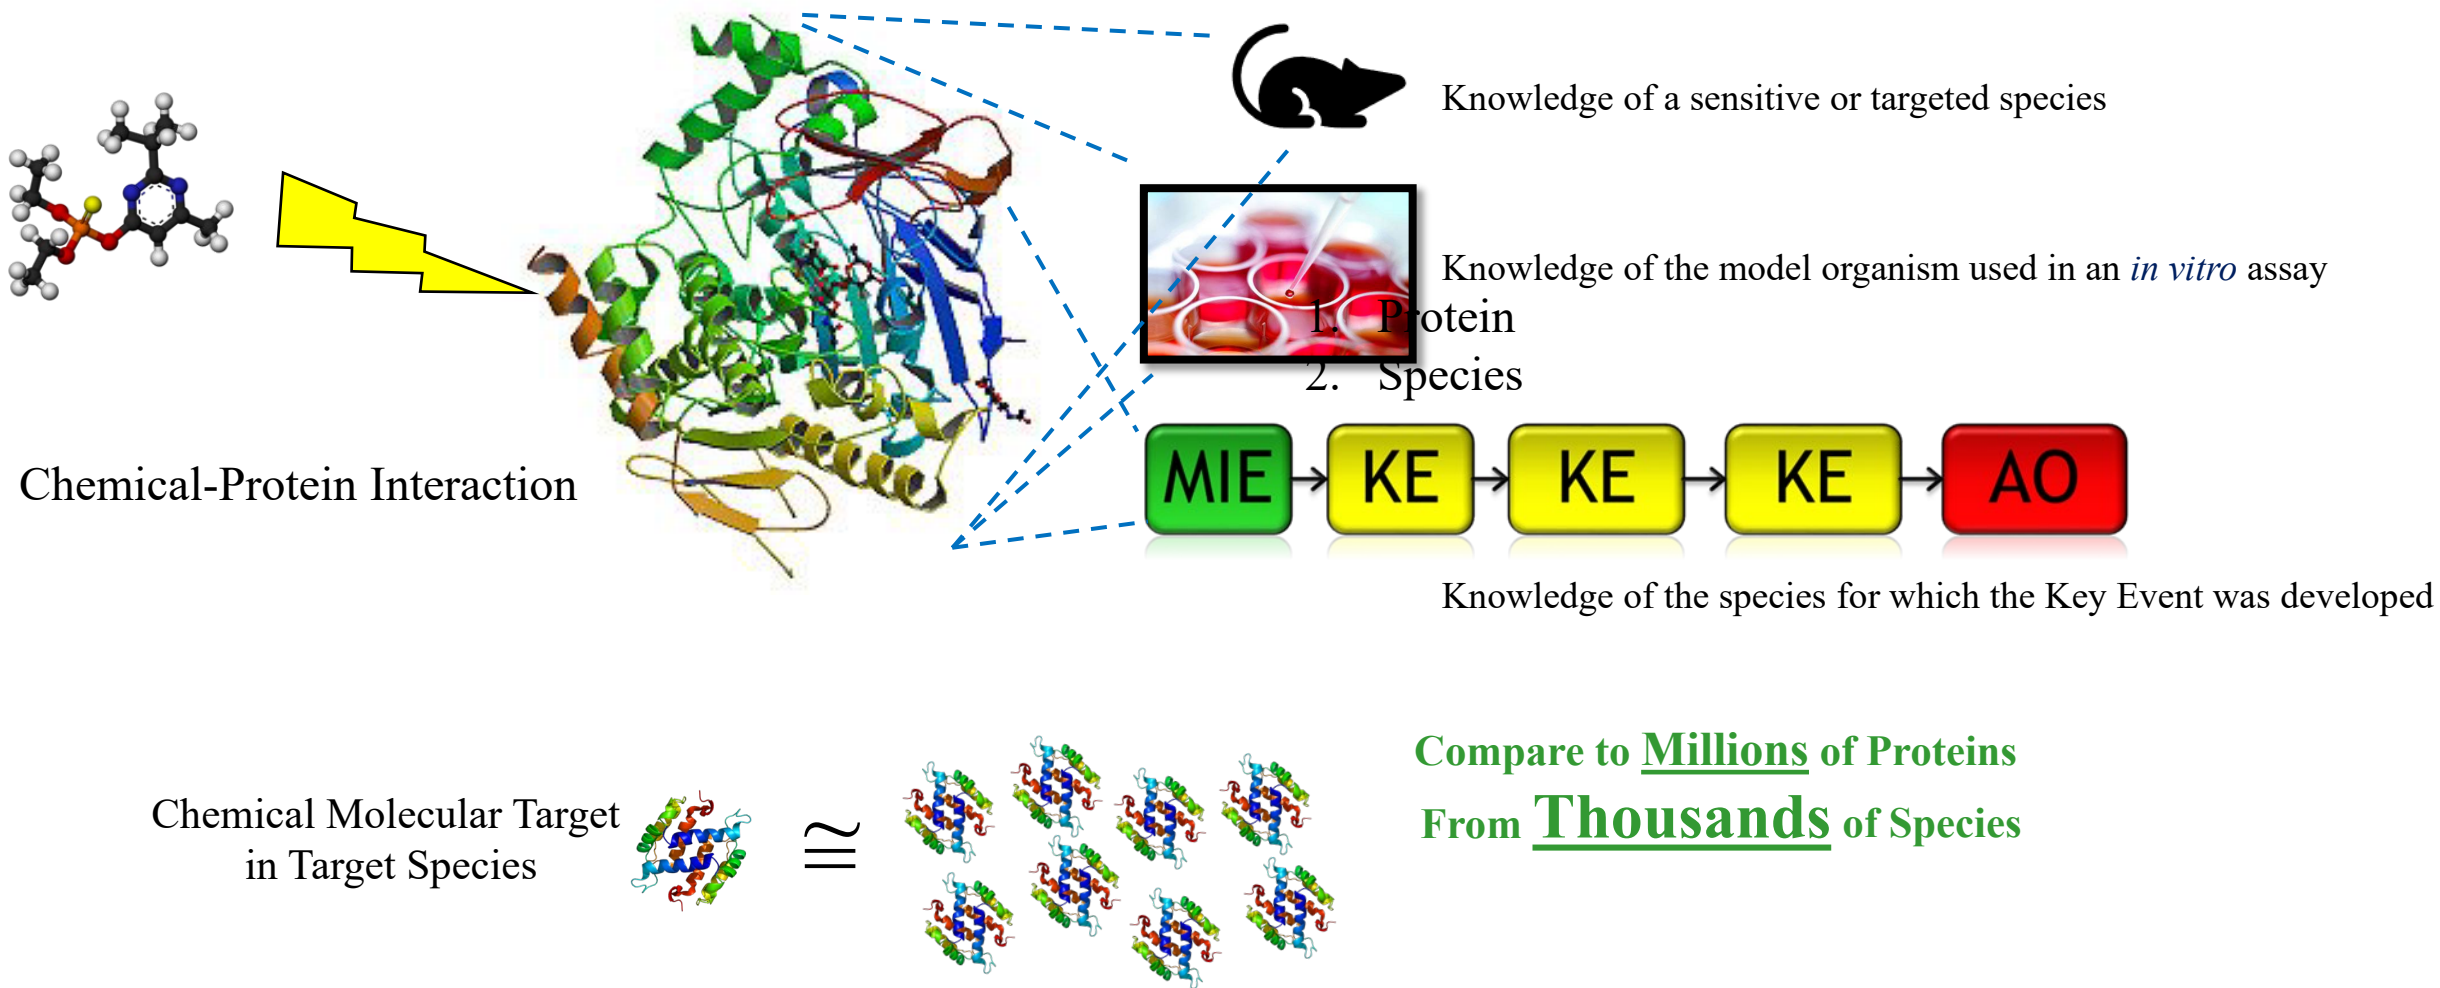 Knowledge of a sensitive or targeted species
Knowledge of the model organism used in an in vitro assay
1. Protein
2. Species
Chemical-Protein Interaction
MIE KE KE KE AO
Knowledge of the species for which the Key Event was developed
Compare to Millions of Proteins
From Thousands of Species
Chemical Molecular Target
in Target Species
≅